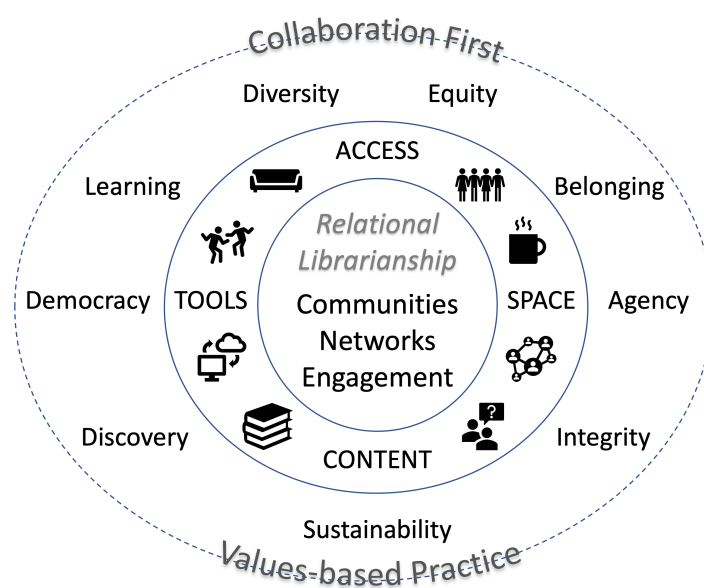 Collaboration First
Diversity
Equity
ACCESS
Learning
Belonging
Relational
Librarianship
Democracy
TOOLS
Communities
Networks
Engagement
SPACE
Agency
?
Discovery
Integrity
CONTENT
Sustainability
Values-based Practice